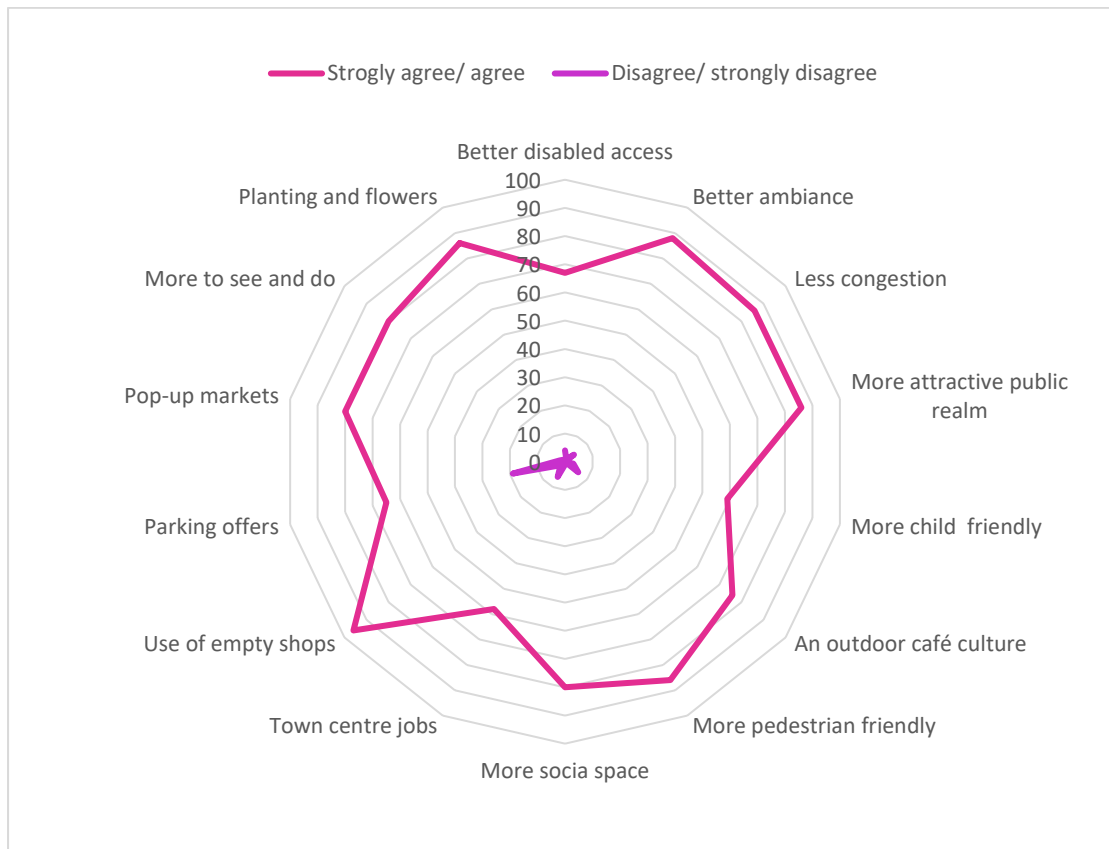 Strogly agree/ agree
Disagree/ strongly disagree
Better disabled access
Better ambiance
Less congestion
More attractive public
realm
More child  friendly
An outdoor café culture
More pedestrian friendly
More socia space
Town centre jobs
Use of empty shops
Parking offers
Pop-up markets
More to see and do
Planting and flowers
100
90
80
70
60
50
40
30
20
10
0